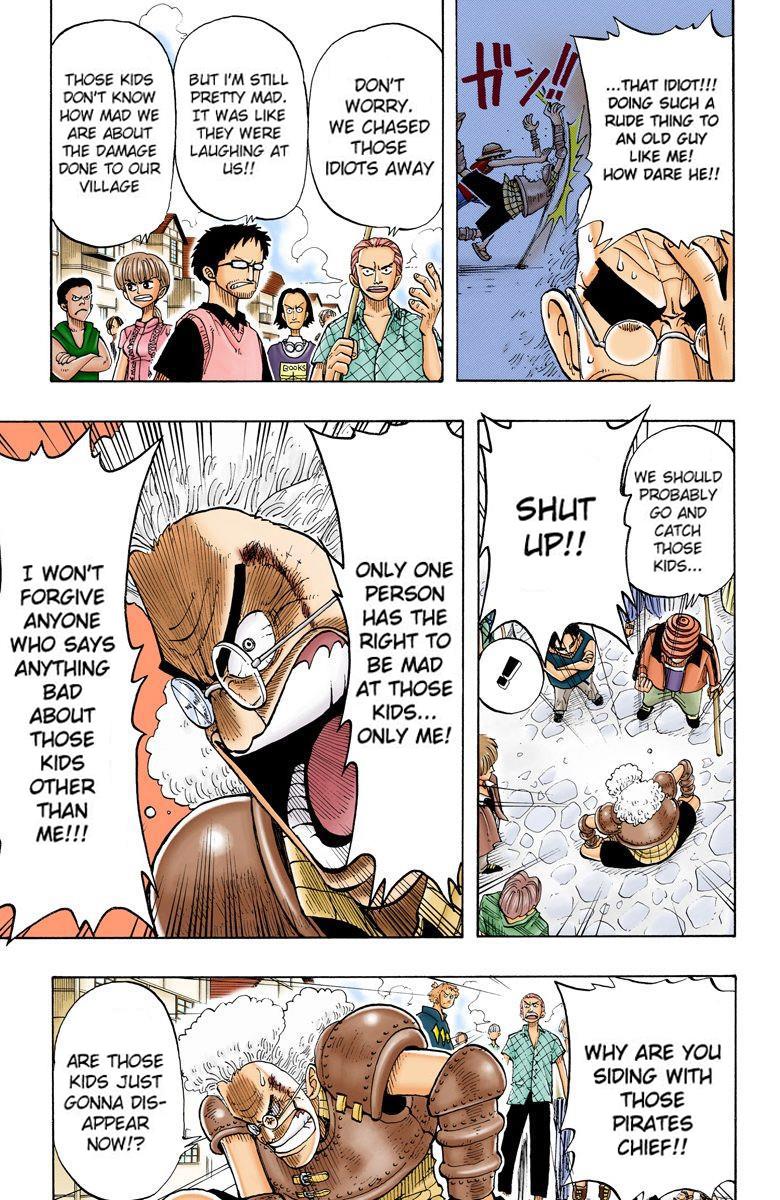 ...THAT IDIOT!!!
DOING SUCH A
RUDE THING TO
AN OLD GUY
LIKE ME!
HOW DARE HE!!
ガン!!
DON'T
WORRY.
WE CHASED
THOSE
IDIOTS AWAY
BUT I'M STILL
PRETTY MAD.
IT WAS LIKE
THEY WERE
LAUGHING AT
US!!
THOSE KIDS
DON'T KNOW
HOW MAD WE
ARE ABOUT
THE DAMAGE
DONE TO OUR
VILLAGE
BOOKS
WE SHOULD
PROBABLY
GO AND
CATCH
THOSE
KIDS...
SHUT
UP!!
!
ONLY ONE
PERSON
HAS THE
RIGHT TO
BE MAD
AT THOSE
KIDS...
ONLY ME!
I WON'T
FORGIVE
ANYONE
WHO SAYS
ANYTHING
BAD
ABOUT
THOSE
KIDS
OTHER
THAN
ME!!!
WHY ARE YOU
SIDING WITH
THOSE
PIRATES
CHIEF!!
ARE THOSE
KIDS JUST
GONNA DIS-
APPEAR
NOW!?